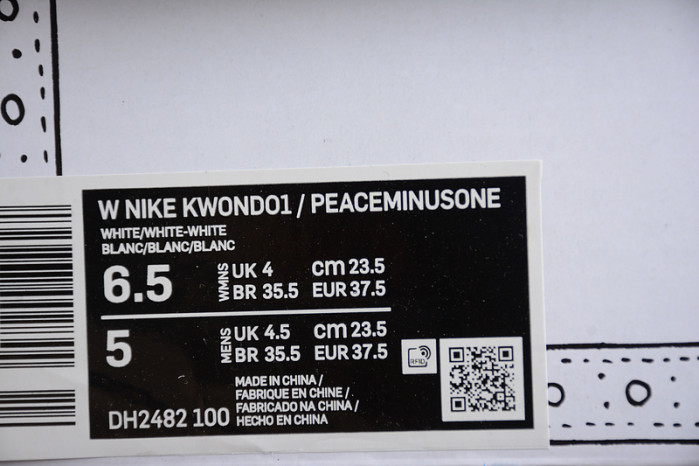 W NIKE KWONDO1 / PEACEMINUSONE
WHITE/WHITE-WHITE
BLANC/BLANC/BLANC
6.5 WMNS UK 4 cm 23.5
BR 35.5 EUR 37.5
5 MENS UK 4.5 cm 23.5
BR 35.5 EUR 37.5
RFID
MADE IN CHINA /
FABRIQUE EN CHINE /
FABRICADO NA CHINA /
HECHO EN CHINA
DH2482 100